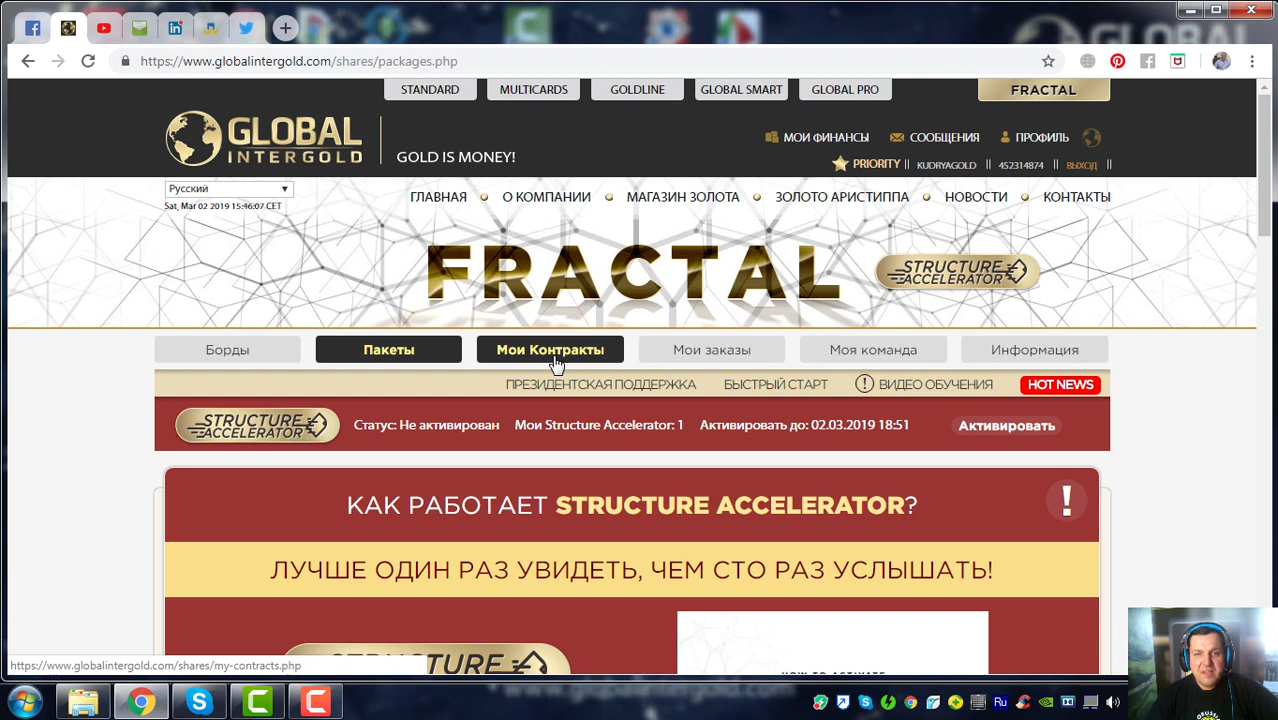 https://www.globalintergold.com/shares/packages.php
STANDARD MULTICARDS GOLDLINE GLOBAL SMART GLOBAL PRO FRACTAL
GLOBAL
INTERGOLD
GOLD IS MONEY!
МОИ ФИНАНСЫ СООБЩЕНИЯ ПРОФИЛЬ
PRIORITY || KUDRYAGOLD || 452314874 || ВЫХОД ||
Русский
Sat, Mar 02 2019 15:46:07 CET
ГЛАВНАЯ О КОМПАНИИ МАГАЗИН ЗОЛОТА ЗОЛОТО АРИСТИППА НОВОСТИ КОНТАКТЫ
FRACTAL
STRUCTURE
ACCELERATOR
Борды Пакеты Мои Контракты Мои заказы Моя команда Информация
ПРЕЗИДЕНТСКАЯ ПОДДЕРЖКА БЫСТРЫЙ СТАРТ ! ВИДЕО ОБУЧЕНИЯ HOT NEWS
STRUCTURE
ACCELERATOR
Статус: Не активирован Мои Structure Accelerator: 1 Активировать до: 02.03.2019 18:51 Активировать
КАК РАБОТАЕТ STRUCTURE ACCELERATOR? !
ЛУЧШЕ ОДИН РАЗ УВИДЕТЬ, ЧЕМ СТО РАЗ УСЛЫШАТЬ!
STRUCTURE
HOW TO ACTIVATE
https://www.globalintergold.com/shares/my-contracts.php
Ru